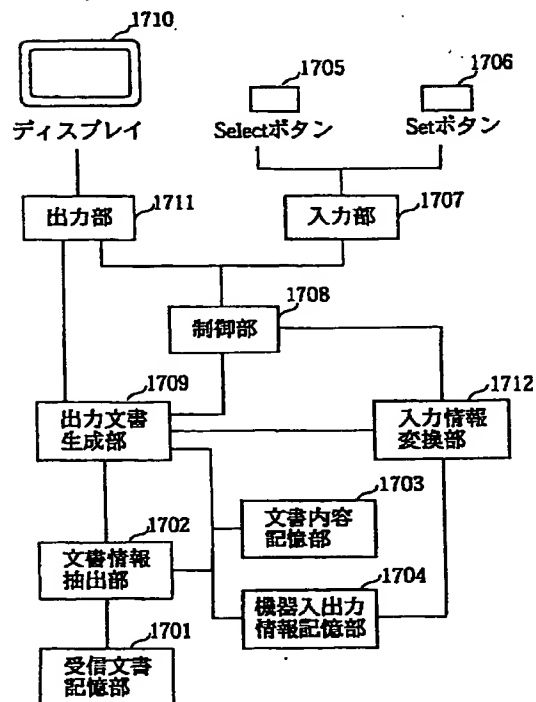 1710
1705
1706
ディスプレイ
Selectボタン
Setボタン
出力部
1711
入力部
1707
制御部
1708
1709
出力文書
生成部
1712
入力情報
変換部
1703
文書内容
記憶部
1702
文書情報
抽出部
1704
機器入出力
情報記憶部
1701
受信文書
記憶部